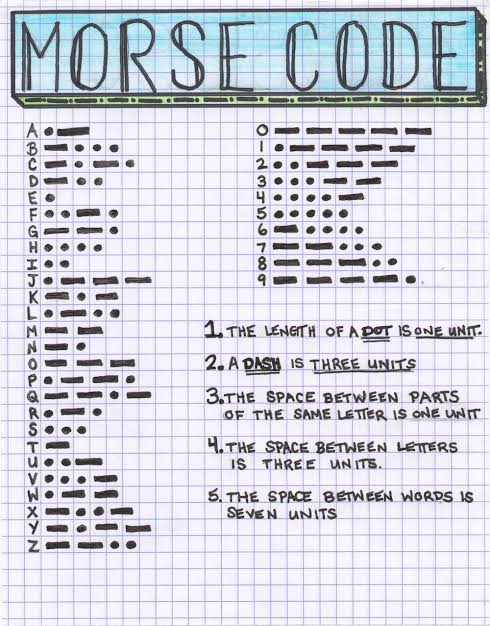 MORSE CODE
A • —
B — • • •
C — • — •
D — • •
E •
F • • — •
G — — •
H • • • •
I • •
J • — — —
K — • —
L • — • •
M — —
N — •
O — — —
P • — — •
Q — — • —
R • — •
S • • •
T —
U • • —
V • • • —
W • — —
X — • • —
Y — • — —
Z — — • •
0 — — — — —
1 • — — — —
2 • • — — —
3 • • • — —
4 • • • • —
5 • • • • •
6 — • • • •
7 — — • • •
8 — — — • •
9 — — — — •
1. THE LENGTH OF A DOT IS ONE UNIT.
2. A DASH IS THREE UNITS
3. THE SPACE BETWEEN PARTS
OF THE SAME LETTER IS ONE UNIT
4. THE SPACE BETWEEN LETTERS
IS THREE UNITS.
5. THE SPACE BETWEEN WORDS IS
SEVEN UNITS